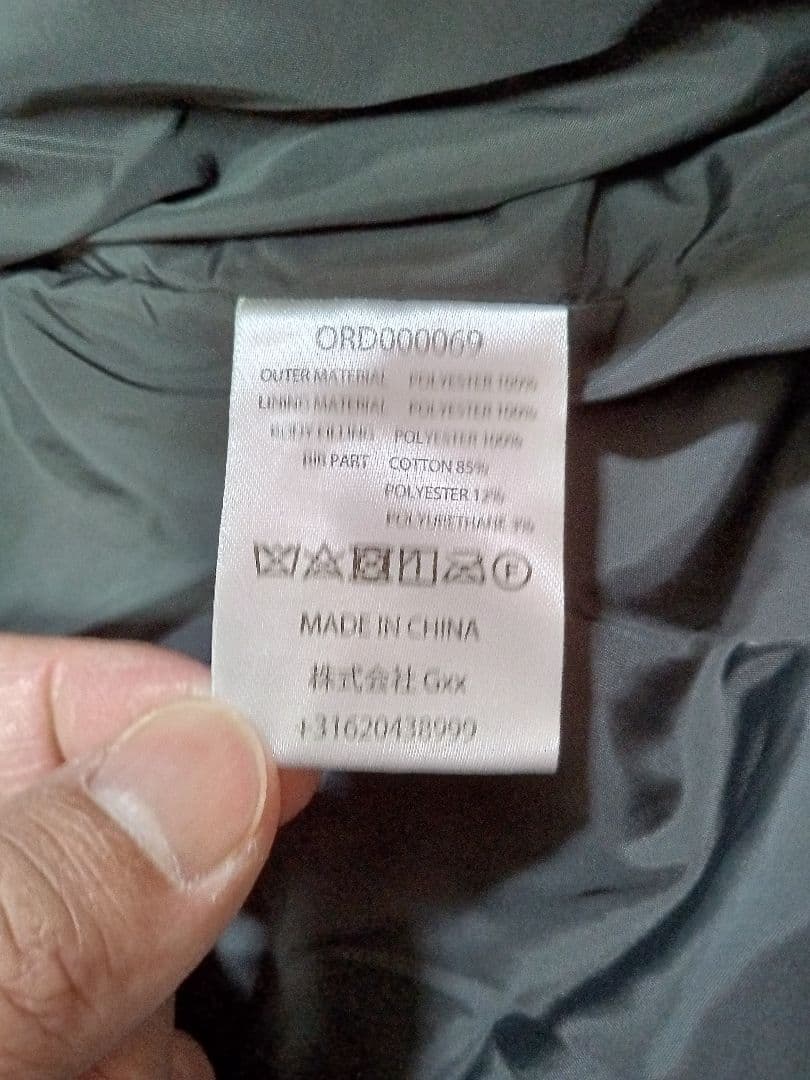 ORD000069
OUTER MATERIAL POLYESTER 100%
LINING MATERIAL POLYESTER 100%
BODY FILLING POLYESTER 100%
RIB PART COTTON 85%
POLYESTER 12%
POLYURETHANE 3%
MADE IN CHINA
株式会社 Gxx
+31620438999